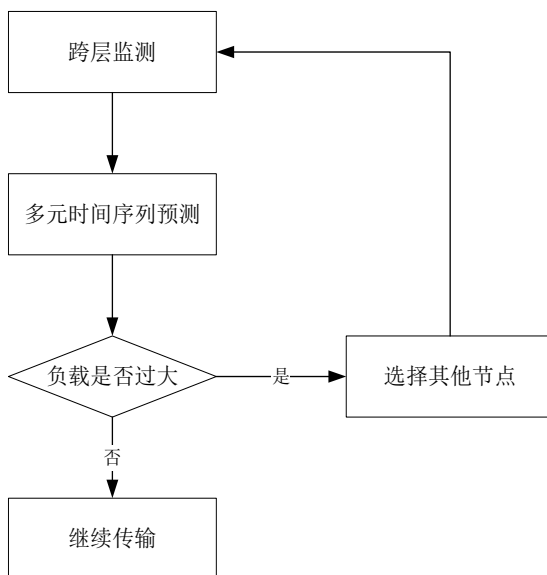 跨层监测
多元时间序列预测
负载是否过大
是
选择其他节点
否
继续传输